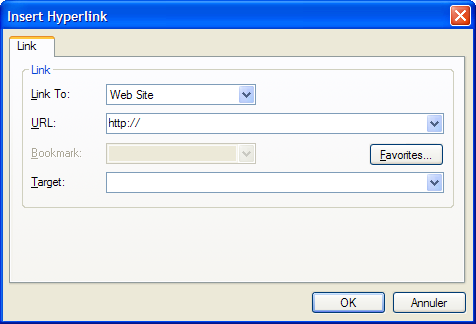 Insert Hyperlink
Link
Link
Link To: Web Site
URL: http://
Bookmark:
Favorites...
Target:
OK Annuler